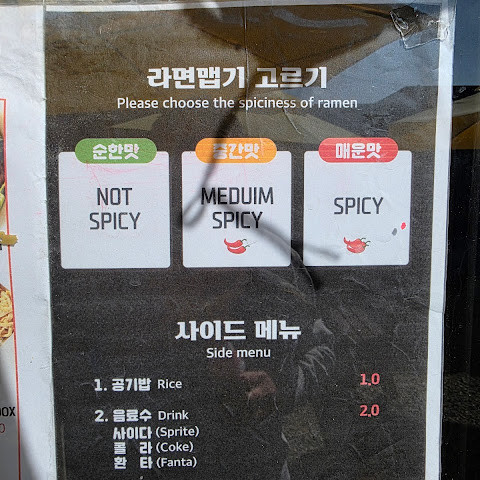 라면맵기 고르기
Please choose the spiciness of ramen
순한맛
중간맛
매운맛
NOT
SPICY
MEDUIM
SPICY
SPICY
사이드 메뉴
Side menu
1. 공기밥 Rice 1.0
2. 음료수 Drink 2.0
사이다 (Sprite)
콜 라 (Coke)
환 타 (Fanta)
OX
0